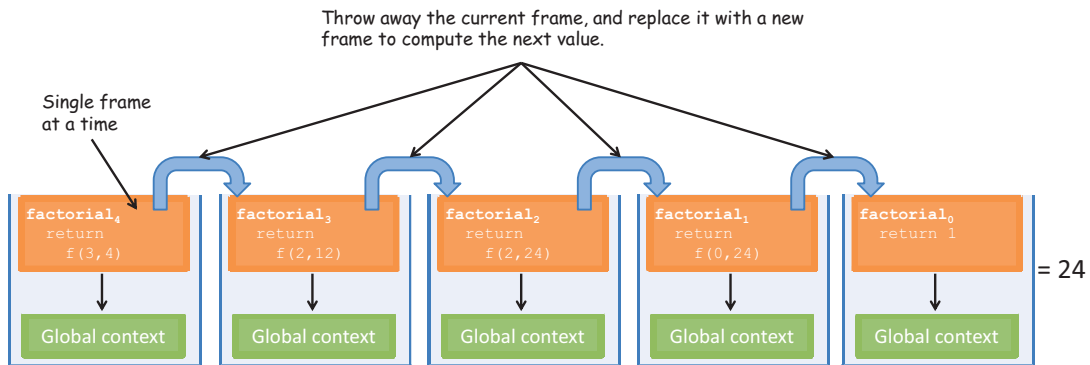 Throw away the current frame, and replace it with a new
frame to compute the next value.
Single frame
at a time
factorial₄
return
f(3,4)
factorial₃
return
f(2,12)
factorial₂
return
f(2,24)
factorial₁
return
f(0,24)
factorial₀
return 1
= 24
Global context
Global context
Global context
Global context
Global context